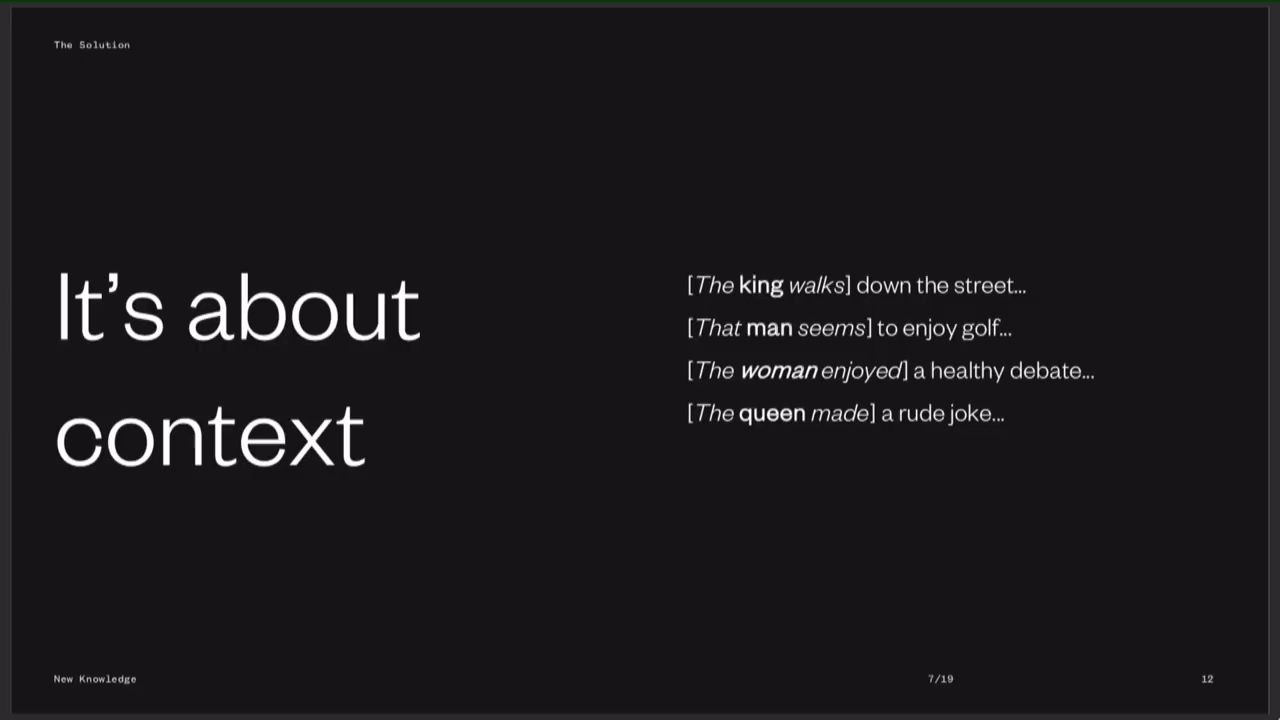 The Solution
It’s about
context
[The king walks] down the street...
[That man seems] to enjoy golf...
[The woman enjoyed] a healthy debate...
[The queen made] a rude joke...
New Knowledge
7/19
12